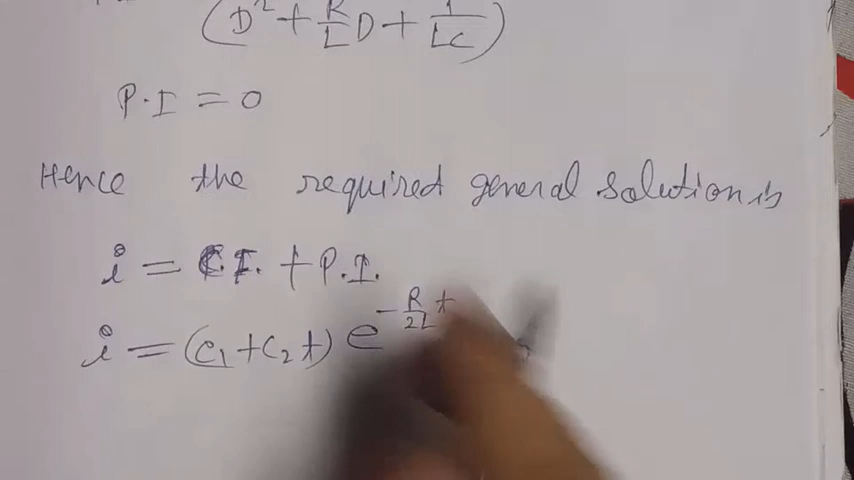 (D² + R/L D + 1/LC)
P.I = 0
Hence the required general solution is
i = C.F. + P.I.
i = (c₁+c₂t) e^(-R/2L t)